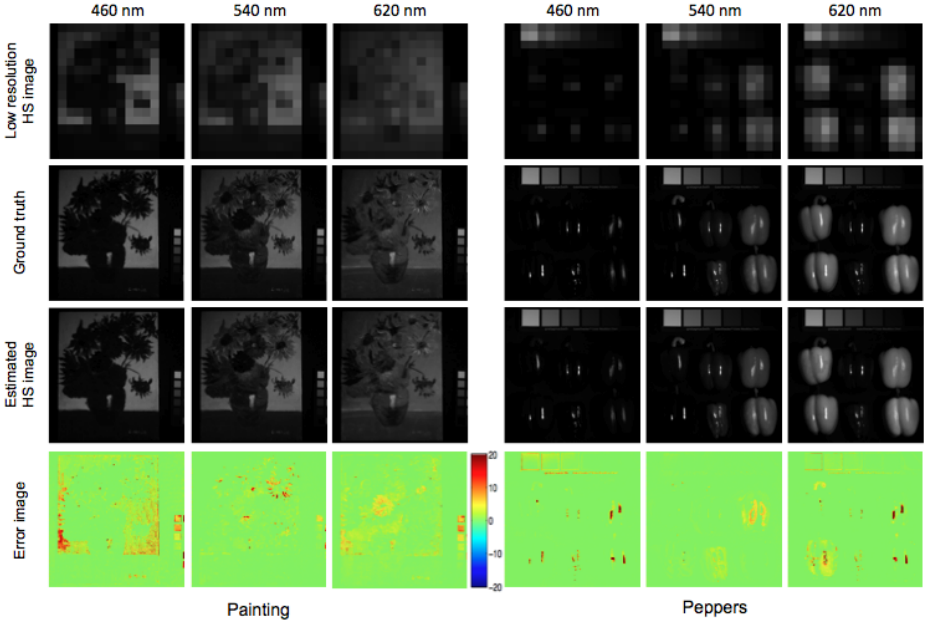 460 nm 540 nm 620 nm 460 nm 540 nm 620 nm
Low resolution
HS image
Ground truth
Estimated
HS image
Error image
20
10
0
−10
−20
Painting Peppers